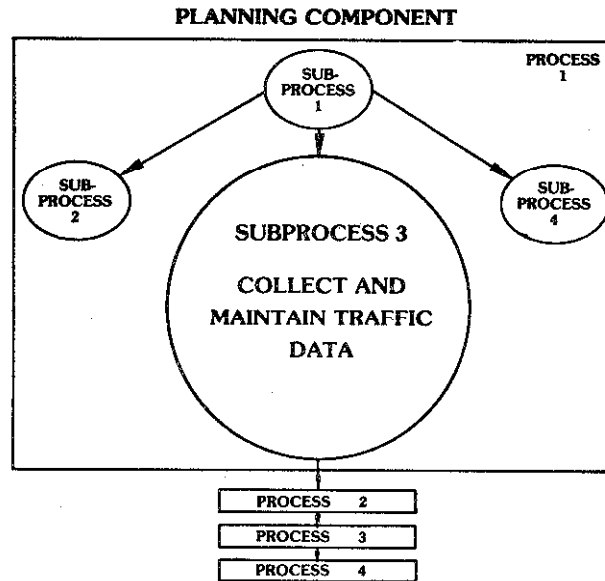 PLANNING COMPONENT
PROCESS
1
SUB-
PROCESS
1
SUB-
PROCESS
2
SUB-
PROCESS
4
SUBPROCESS 3
COLLECT AND
MAINTAIN TRAFFIC
DATA
PROCESS 2
PROCESS 3
PROCESS 4